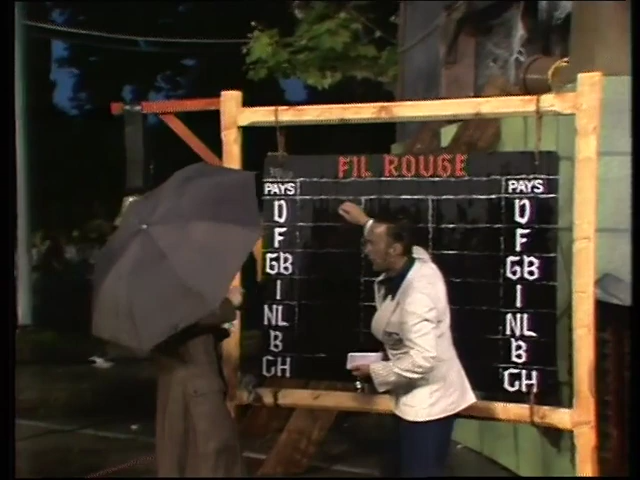 FIL ROUGE
PAYS PAYS
D D
F F
GB GB
I I
NL NL
B B
CH CH